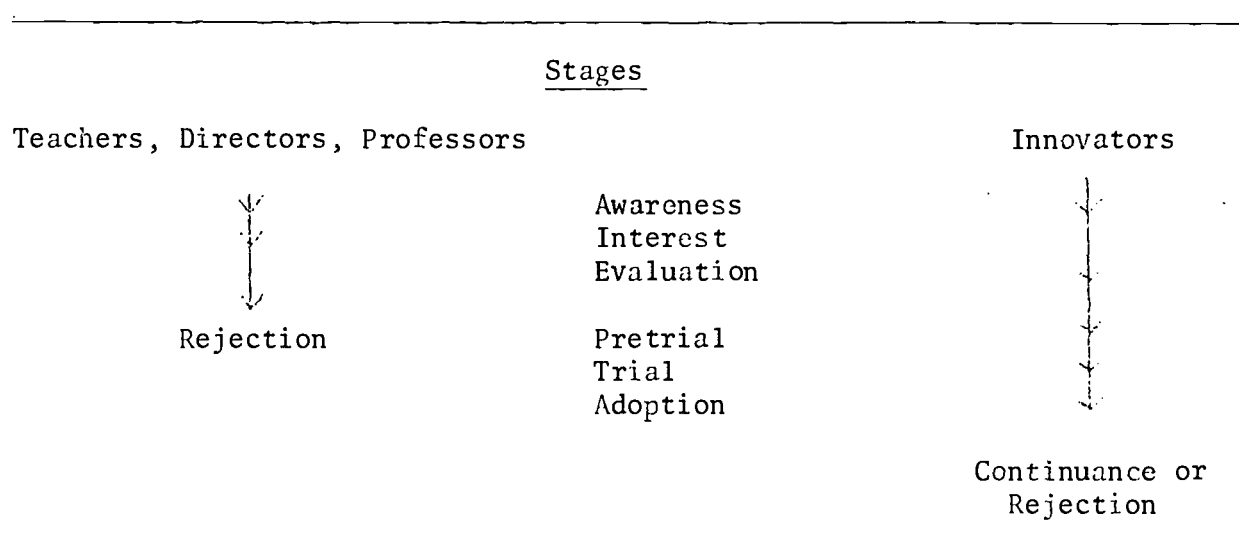 Stages
Teachers, Directors, Professors Innovators
Awareness
Interest
Evaluation
Rejection Pretrial
Trial
Adoption
Continuance or
Rejection